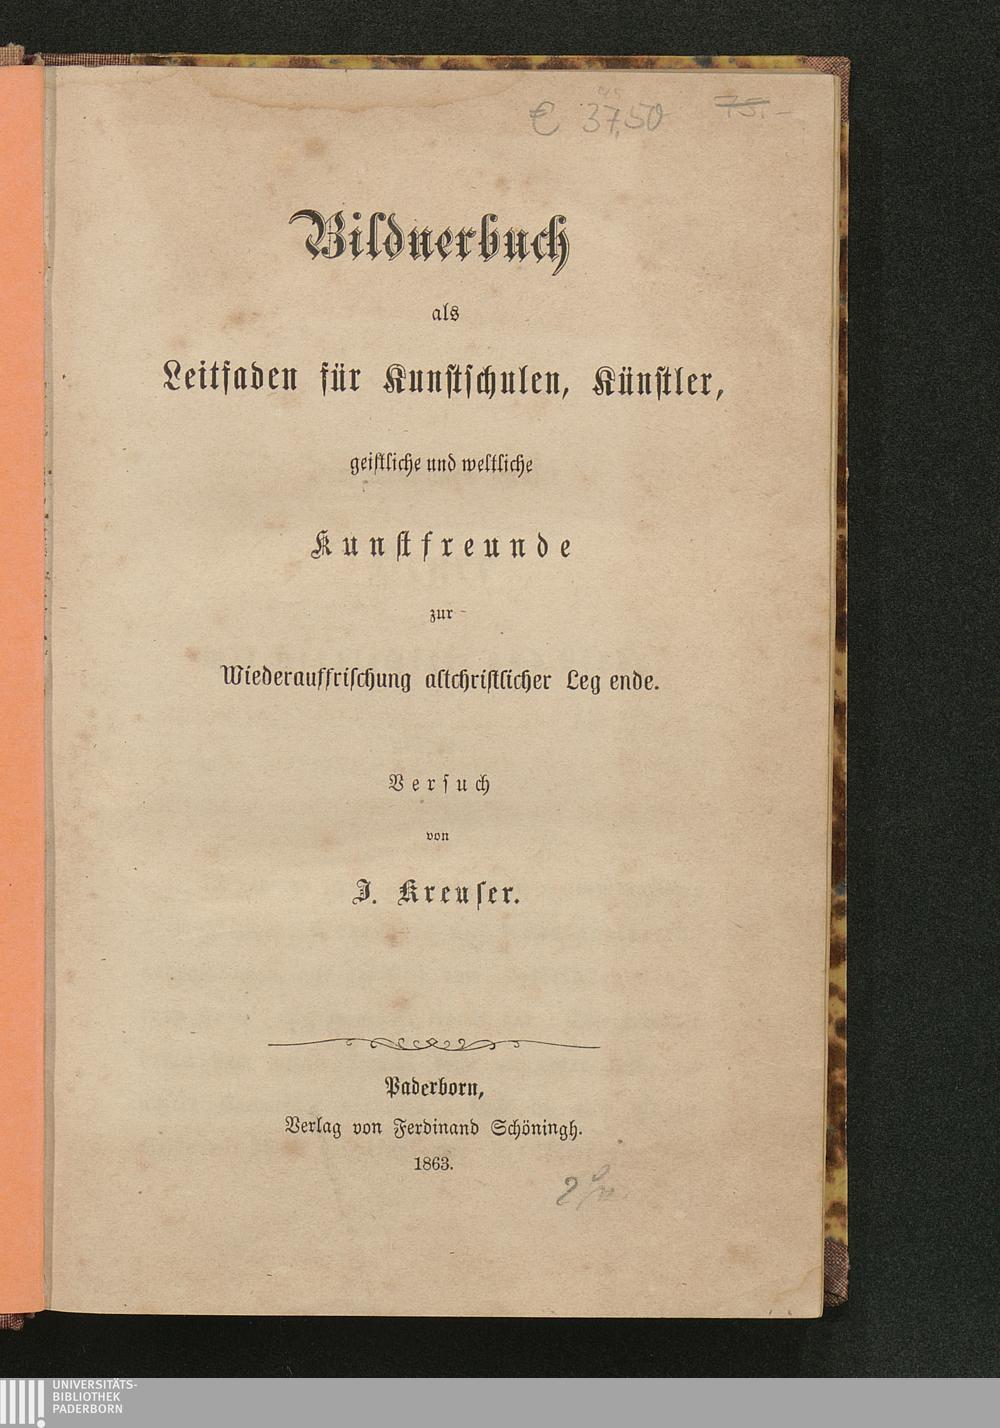 € 37,50 75.-
Bildnerbuch
als
Leitfaden für Kunstschulen, Künstler,
geistliche und weltliche
Kunstfreunde
zur
Wiederauffrischung altchristlicher Leg ende.
Versuch
von
J. Kreuser.
Paderborn,
Verlag von Ferdinand Schöningh.
1863.
UNIVERSITÄTS-
BIBLIOTHEK
PADERBORN